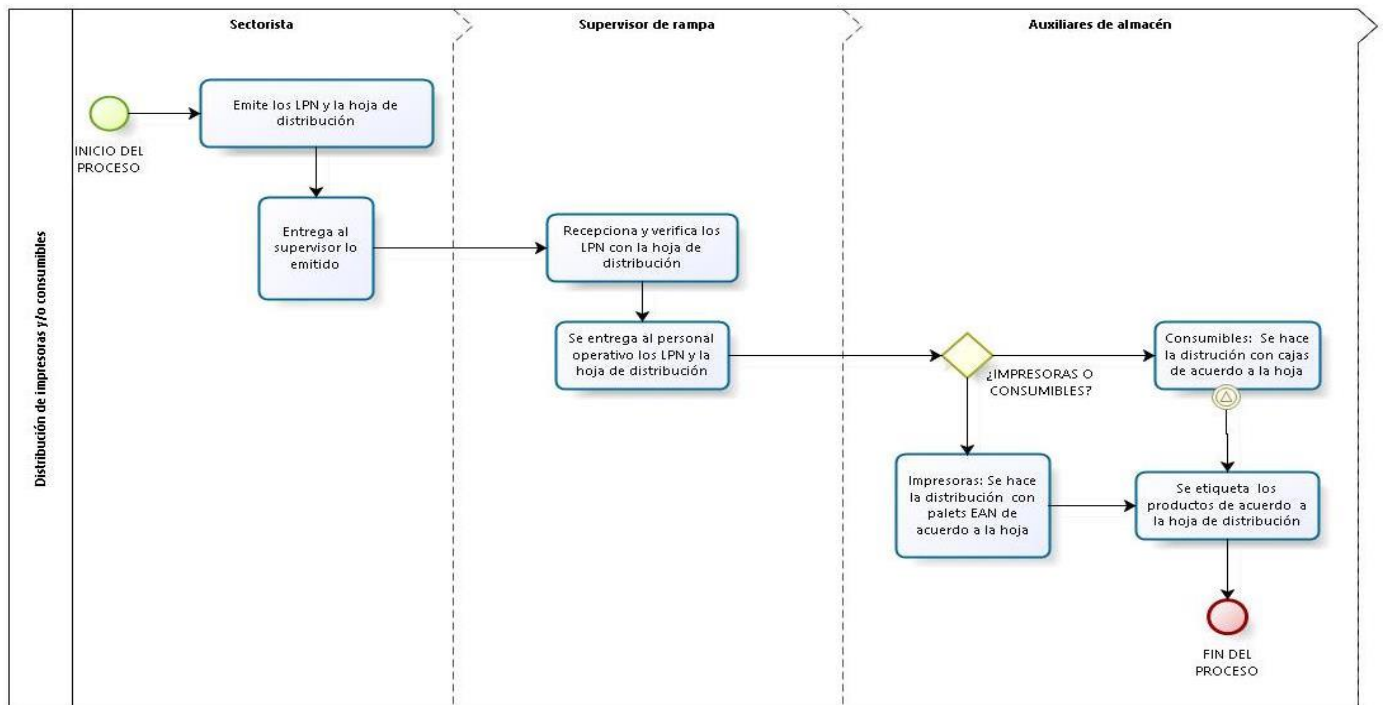 Sectorista
Supervisor de rampa
Auxiliares de almacén
Distribución de impresoras y/o consumibles
INICIO DEL
PROCESO
Emite los LPN y la hoja de
distribución
Entrega al
supervisor lo
emitido
Recepciona y verifica los
LPN con la hoja de
distribución
Se entrega al personal
operativo los LPN y la
hoja de distribución
¿IMPRESORAS O
CONSUMIBLES?
Consumibles: Se hace
la distrución con cajas
de acuerdo a la hoja
Impresoras: Se hace
la distribución con
palets EAN de
acuerdo a la hoja
Se etiqueta los
productos de acuerdo a
la hoja de distribución
FIN DEL
PROCESO